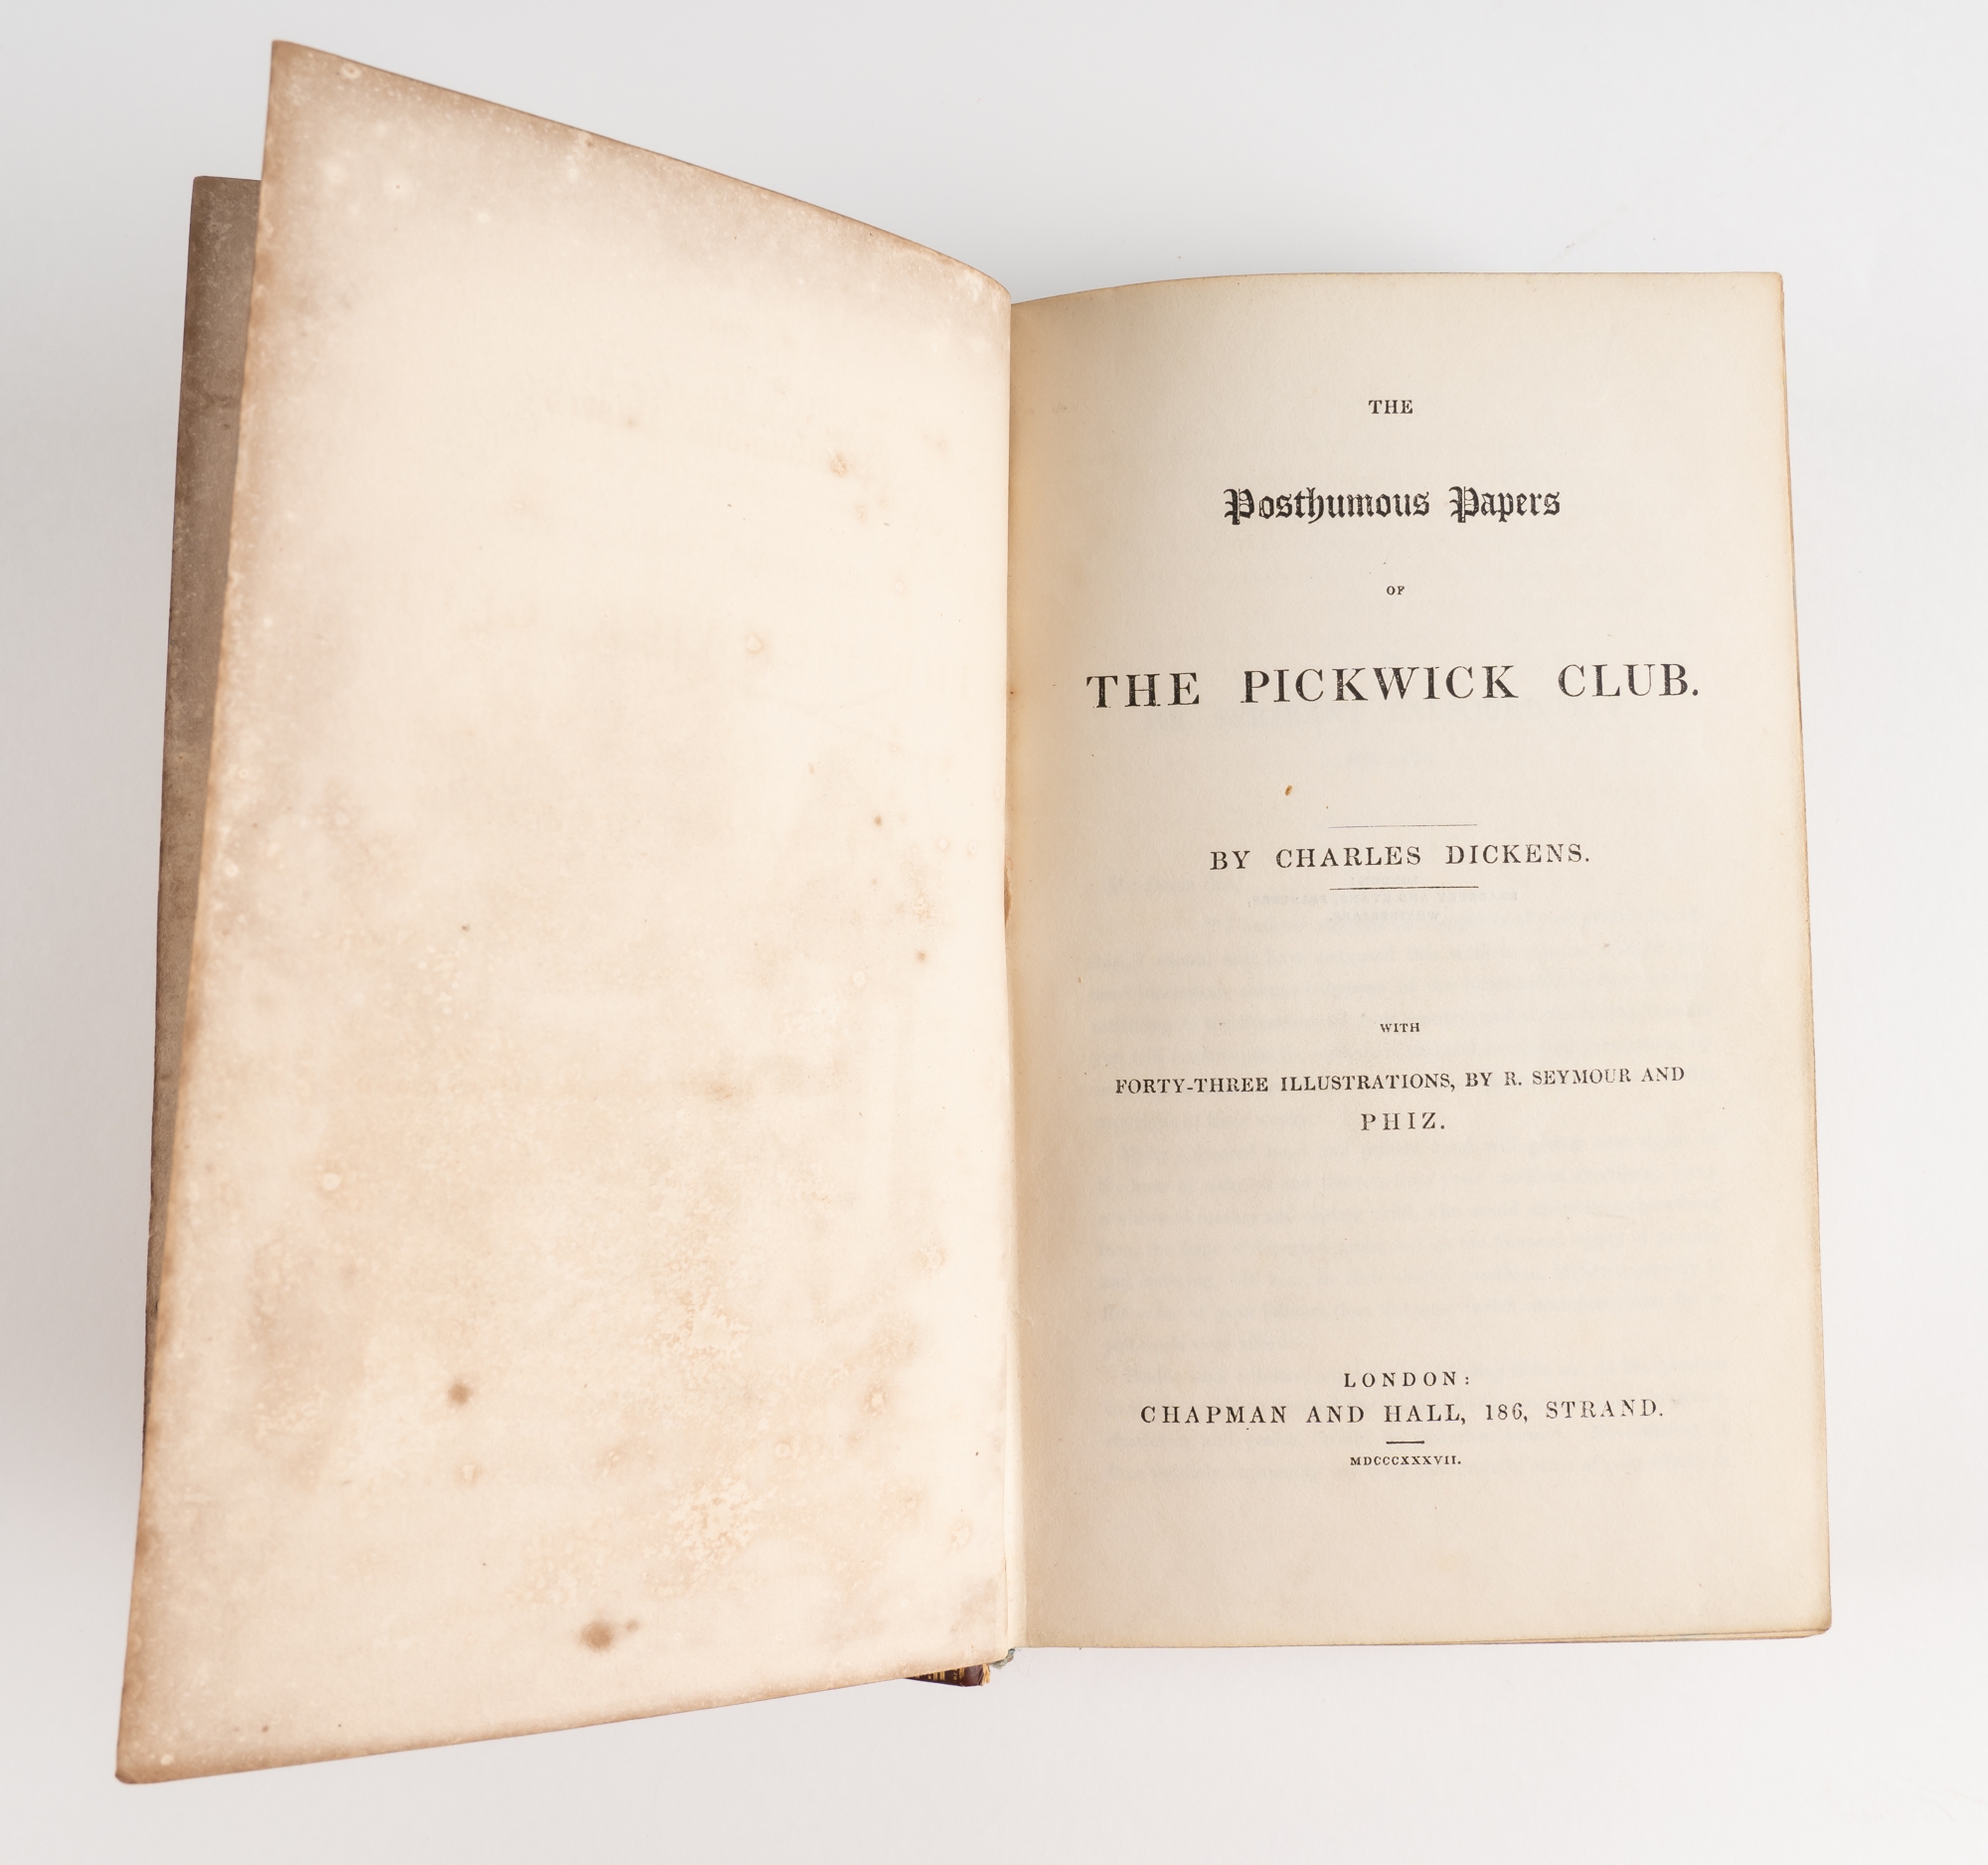 THE
Posthumous Papers
OF
THE PICKWICK CLUB.
BY CHARLES DICKENS.
WITH
FORTY-THREE ILLUSTRATIONS, BY R. SEYMOUR AND
PHIZ.
LONDON:
CHAPMAN AND HALL, 186, STRAND.
MDCCCXXXVII.